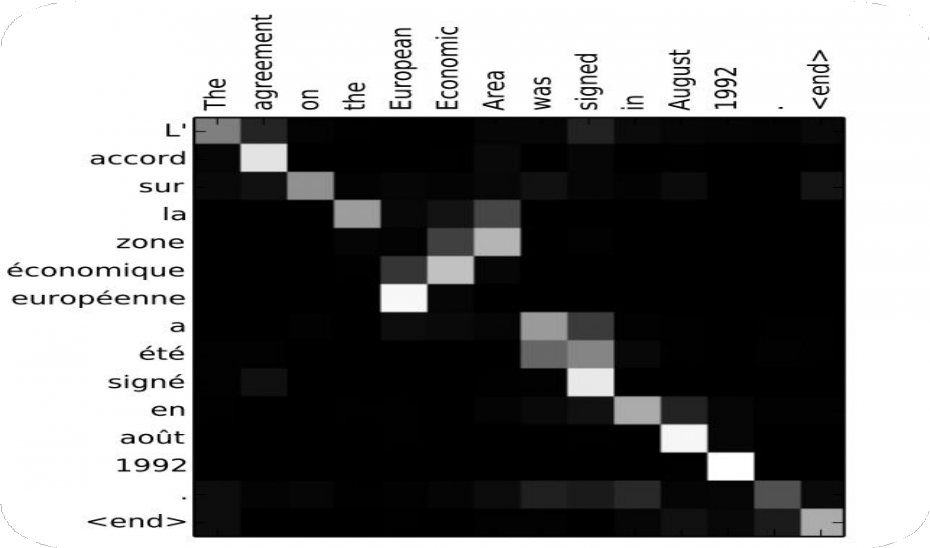 The agreement on the European Economic Area was signed in August 1992 . <end>
L'
accord
sur
la
zone
économique
européenne
a
été
signé
en
août
1992
.
<end>